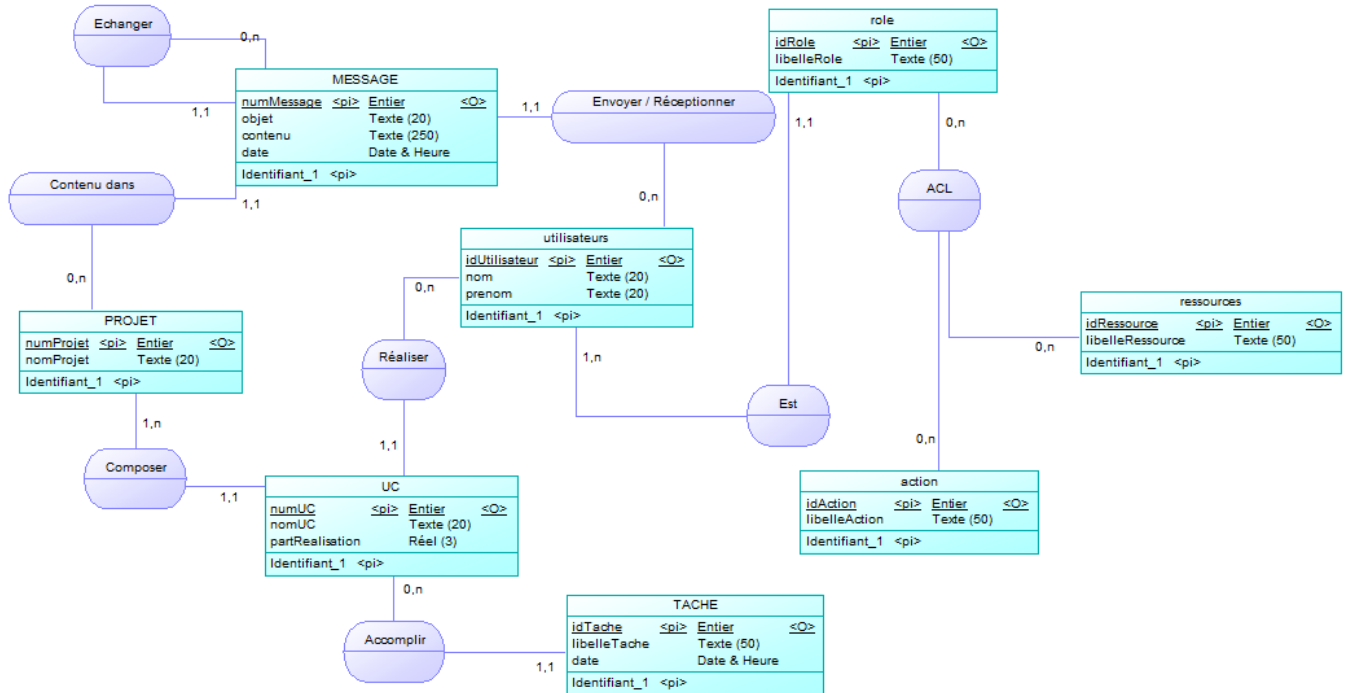 Echanger
0,n
1,1
MESSAGE
numMessage <pi> Entier <O>
objet Texte (20)
contenu Texte (250)
date Date & Heure
Identifiant_1 <pi>
1,1
Envoyer / Réceptionner
0,n
role
idRole <pi> Entier <O>
libelleRole Texte (50)
Identifiant_1 <pi>
1,1
0,n
ACL
Contenu dans
1,1
0,n
utilisateurs
idUtilisateur <pi> Entier <O>
nom Texte (20)
prenom Texte (20)
Identifiant_1 <pi>
0,n
1,n
ressources
idRessource <pi> Entier <O>
libelleRessource Texte (50)
Identifiant_1 <pi>
0,n
PROJET
numProjet <pi> Entier <O>
nomProjet Texte (20)
Identifiant_1 <pi>
Réaliser
Est
1,n
1,1
0,n
Composer
1,1
UC
numUC <pi> Entier <O>
nomUC Texte (20)
partRealisation Réel (3)
Identifiant_1 <pi>
action
idAction <pi> Entier <O>
libelleAction Texte (50)
Identifiant_1 <pi>
0,n
Accomplir
1,1
TACHE
idTache <pi> Entier <O>
libelleTache Texte (50)
date Date & Heure
Identifiant_1 <pi>